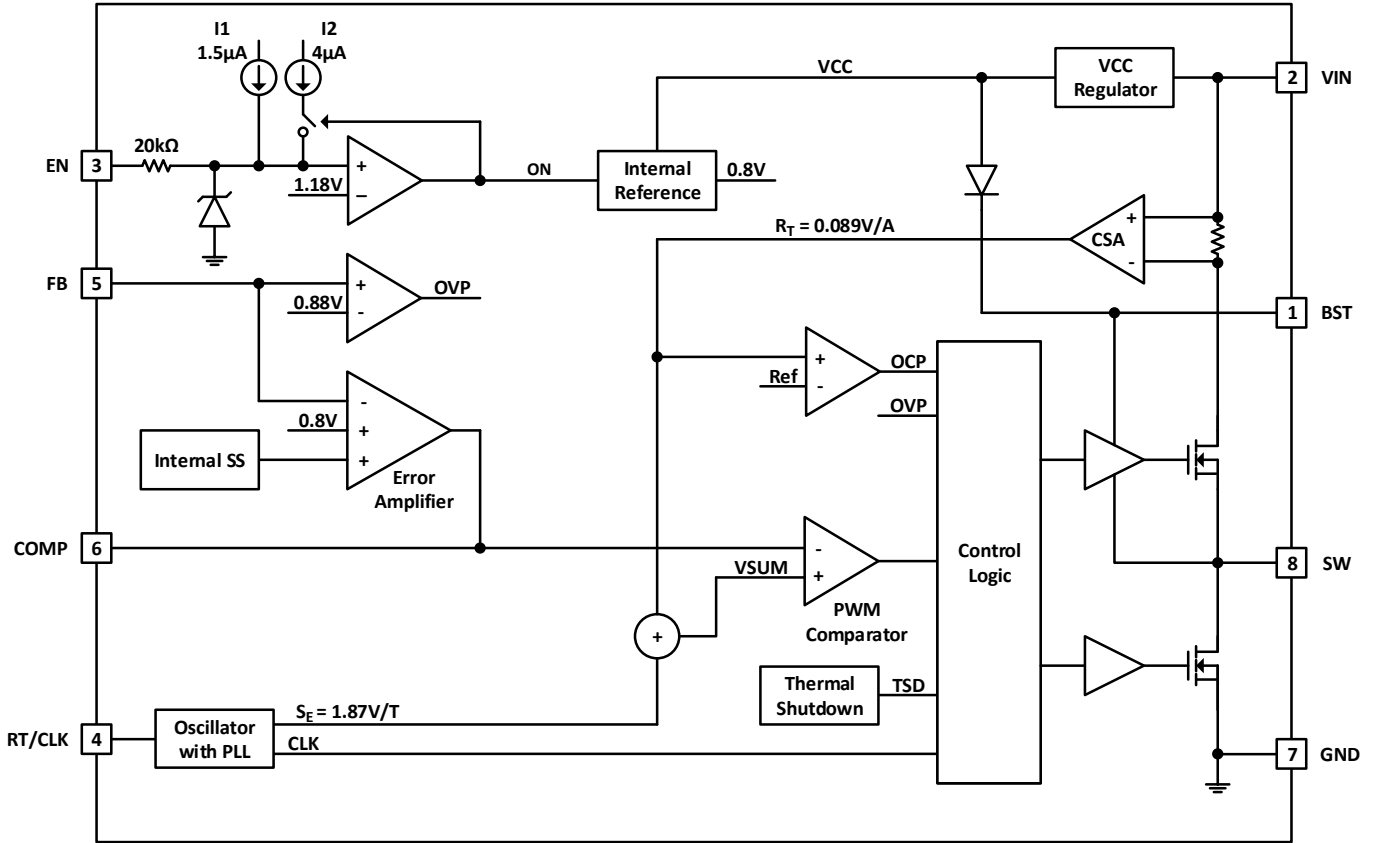 I1
1.5µA
I2
4µA
VCC
VCC
Regulator
2
VIN
20kΩ
EN
3
+
1.18V
–
ON
Internal
Reference
0.8V
R_T = 0.089V/A
CSA
+
-
FB
5
+
0.88V
-
OVP
1
BST
+
Ref
-
OCP
OVP
-
0.8V
+
+
Internal SS
Error
Amplifier
COMP
6
-
VSUM
+
PWM
Comparator
Control
Logic
8
SW
+
Thermal
Shutdown
TSD
S_E = 1.87V/T
RT/CLK
4
Oscillator
with PLL
CLK
7
GND